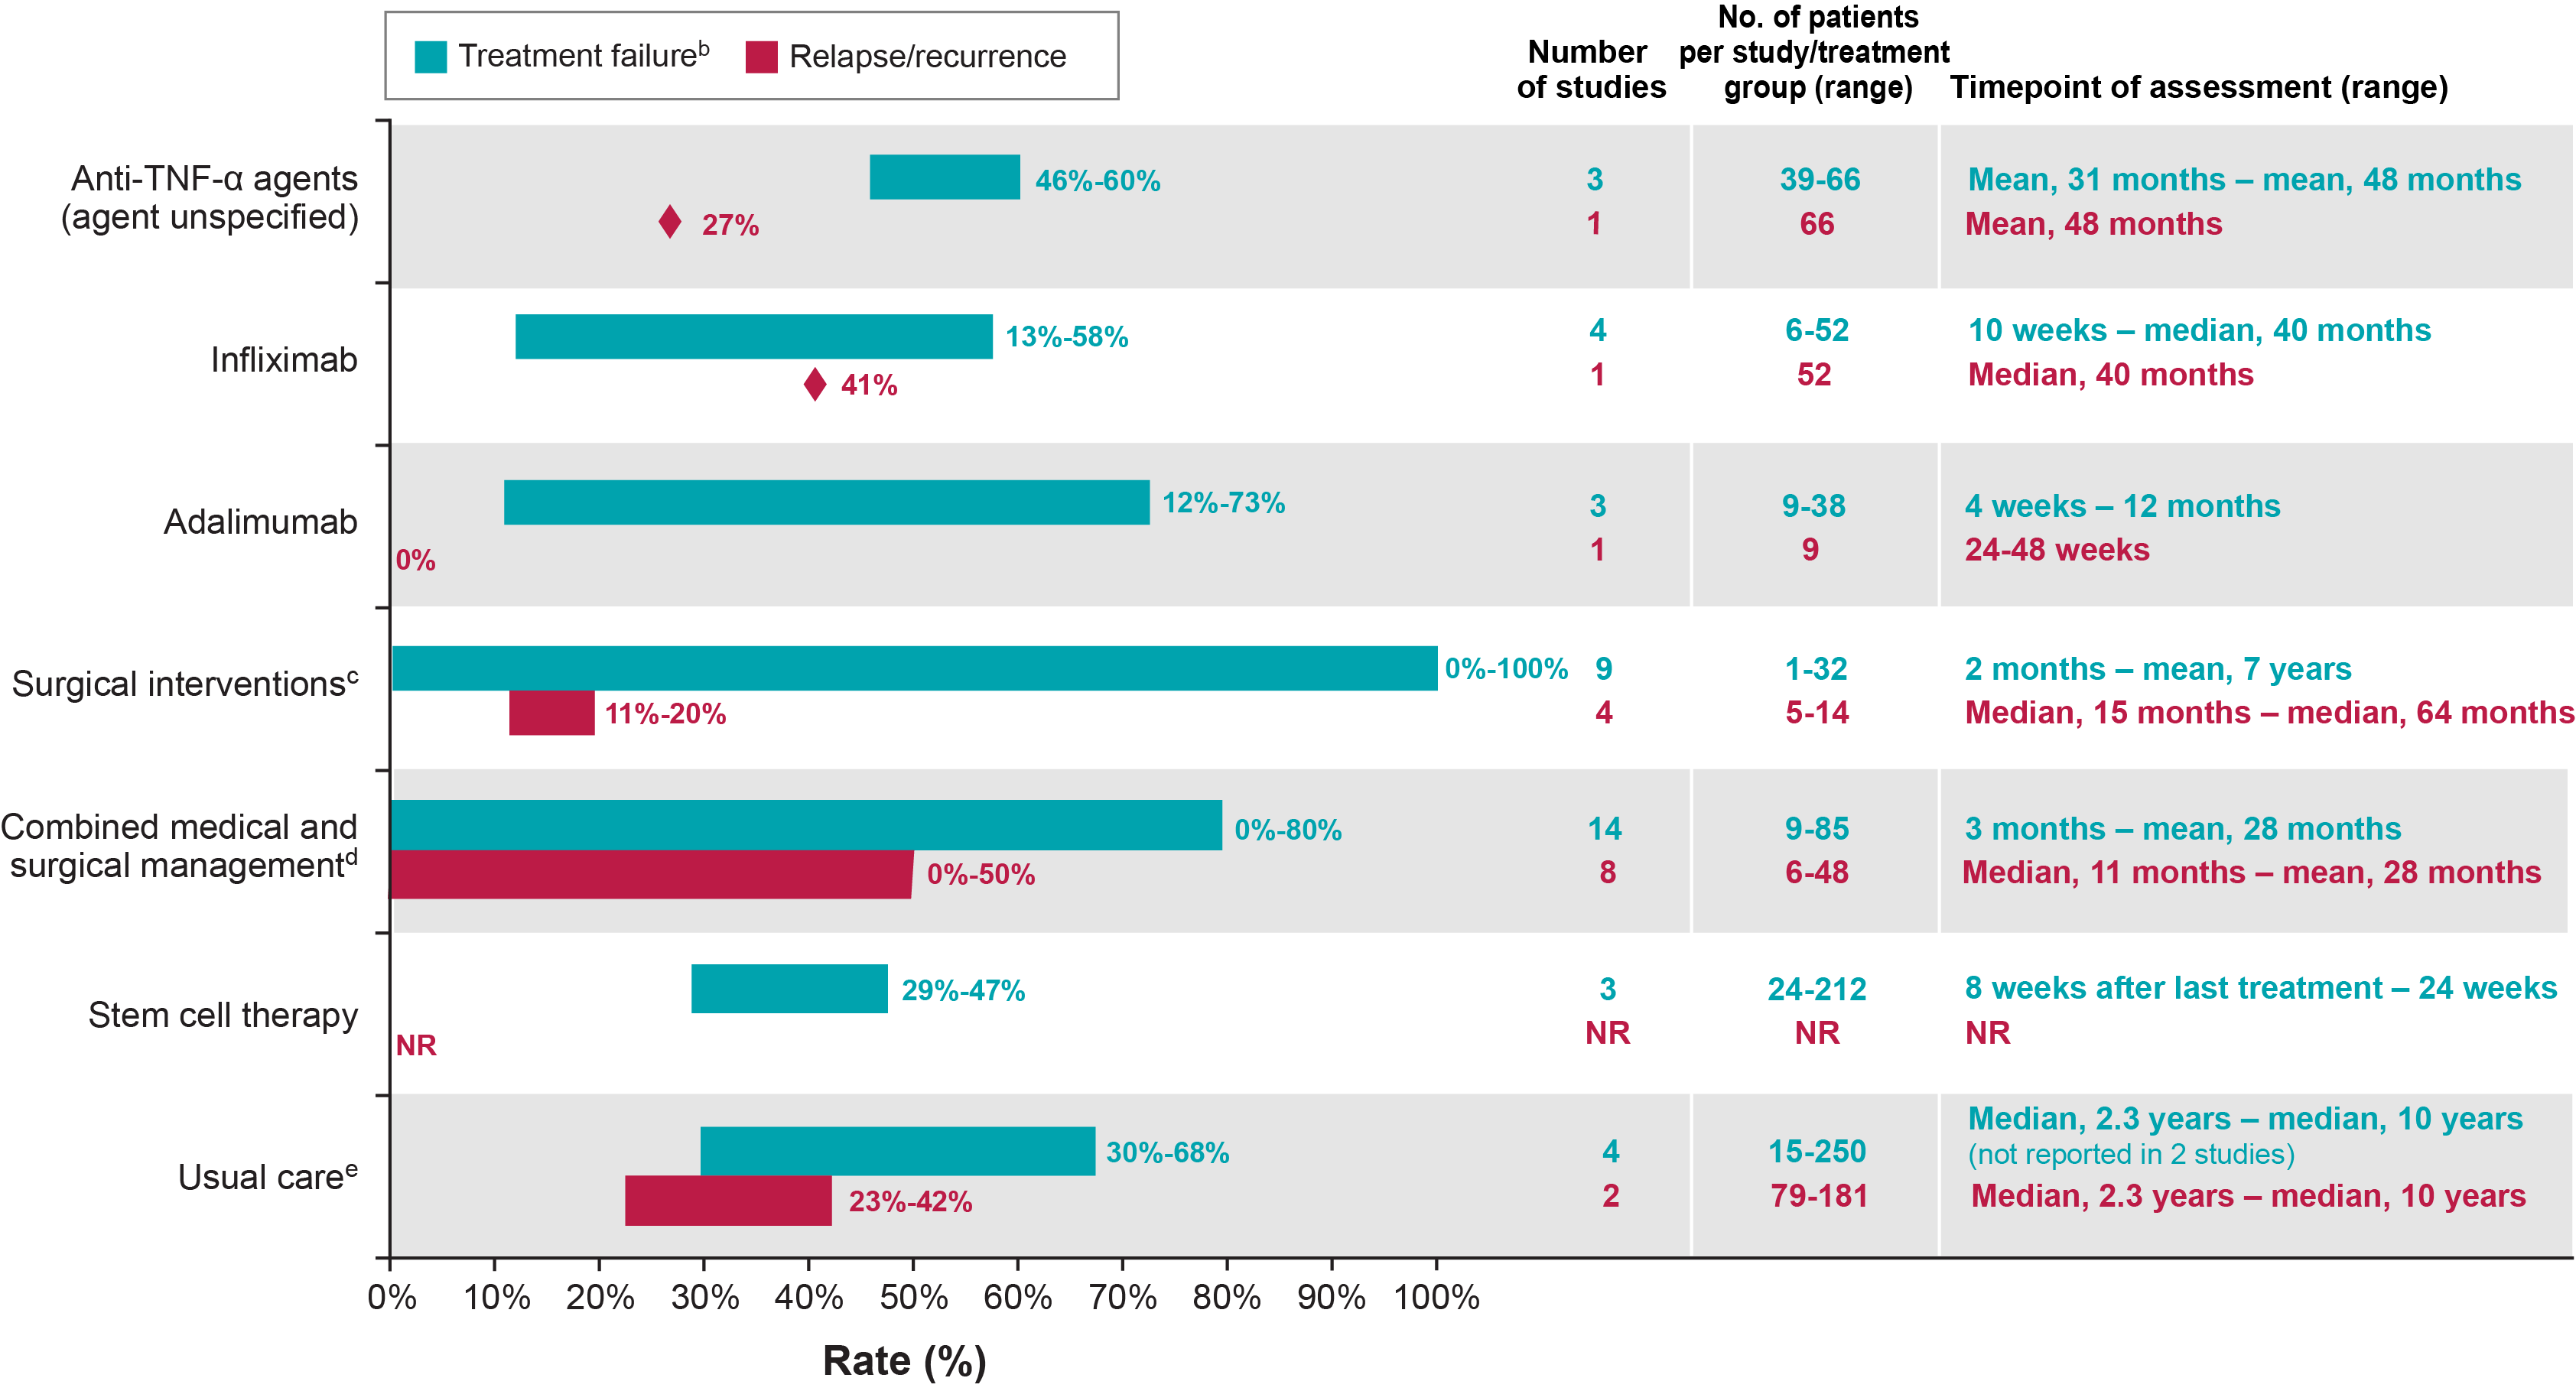 Treatment failureb
Relapse/recurrence
Number
of studies
No. of patients
per study/treatment
group (range)
Timepoint of assessment (range)
Anti-TNF-α agents
(agent unspecified)
46%-60%
3
39-66
Mean, 31 months – mean, 48 months
27%
1
66
Mean, 48 months
Infliximab
13%-58%
4
6-52
10 weeks – median, 40 months
41%
1
52
Median, 40 months
Adalimumab
12%-73%
3
9-38
4 weeks – 12 months
0%
1
9
24-48 weeks
Surgical interventionsc
0%-100%
9
1-32
2 months – mean, 7 years
11%-20%
4
5-14
Median, 15 months – median, 64 months
Combined medical and
surgical managementd
0%-80%
14
9-85
3 months – mean, 28 months
0%-50%
8
6-48
Median, 11 months – mean, 28 months
Stem cell therapy
29%-47%
3
24-212
8 weeks after last treatment – 24 weeks
NR
NR
NR
NR
Usual caree
30%-68%
4
15-250
Median, 2.3 years – median, 10 years
(not reported in 2 studies)
23%-42%
2
79-181
Median, 2.3 years – median, 10 years
0% 10% 20% 30% 40% 50% 60% 70% 80% 90% 100%
Rate (%)